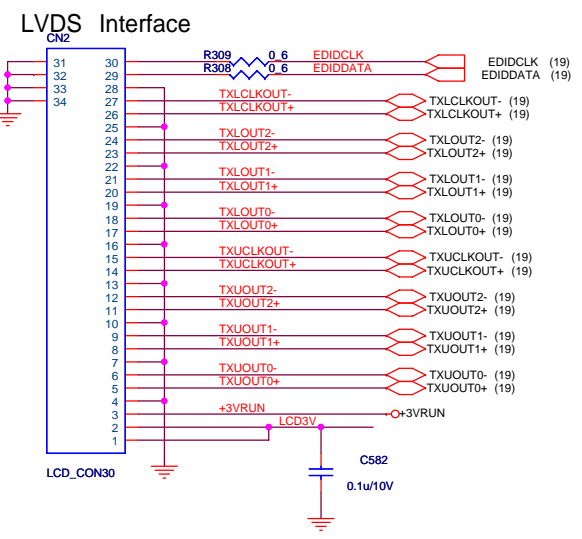 LVDS Interface
CN2
R309 0_6 EDIDCLK EDIDCLK (19)
31 30
R308 0_6 EDIDDATA EDIDDATA (19)
32 29
33 28
34 27 TXLCLKOUT- TXLCLKOUT- (19)
26 TXLCLKOUT+ TXLCLKOUT+ (19)
25
24 TXLOUT2- TXLOUT2- (19)
23 TXLOUT2+ TXLOUT2+ (19)
22
21 TXLOUT1- TXLOUT1- (19)
20 TXLOUT1+ TXLOUT1+ (19)
19
18 TXLOUT0- TXLOUT0- (19)
17 TXLOUT0+ TXLOUT0+ (19)
16
15 TXUCLKOUT- TXUCLKOUT- (19)
14 TXUCLKOUT+ TXUCLKOUT+ (19)
13
12 TXUOUT2- TXUOUT2- (19)
11 TXUOUT2+ TXUOUT2+ (19)
10
9 TXUOUT1- TXUOUT1- (19)
8 TXUOUT1+ TXUOUT1+ (19)
7
6 TXUOUT0- TXUOUT0- (19)
5 TXUOUT0+ TXUOUT0+ (19)
4
3 +3VRUN +3VRUN
2 LCD3V
1
LCD_CON30
C582
0.1u/10V